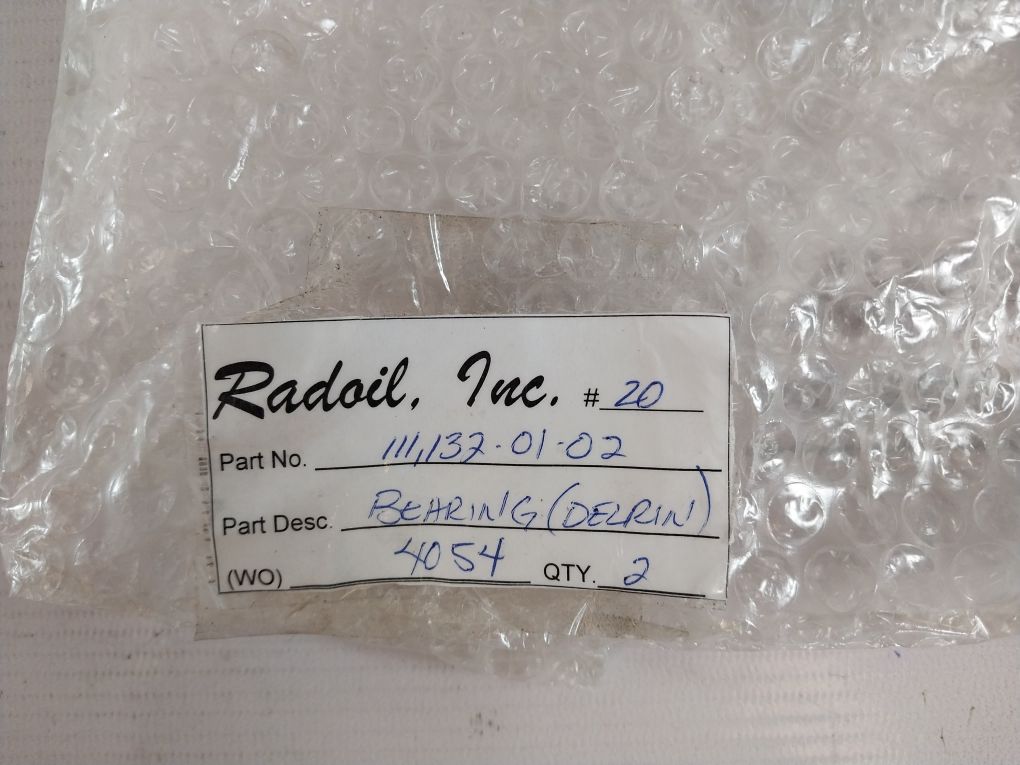 Radoil, Inc. # 20
Part No. 111,132-01-02
Part Desc. BEARING (DELRIN)
(WO) 4054 QTY. 2